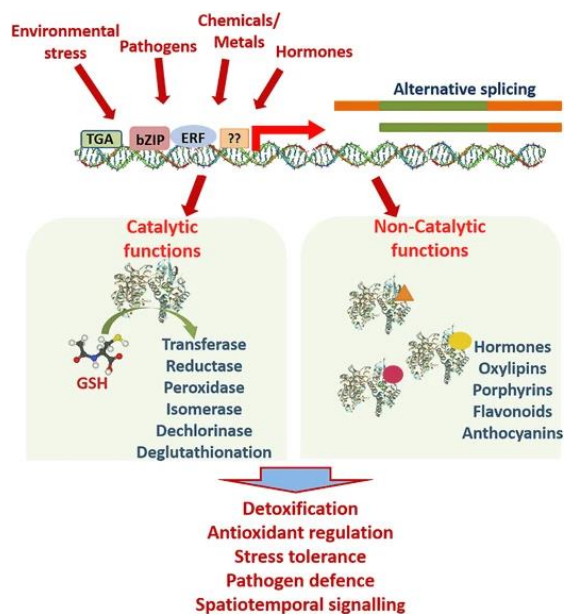 Environmental
stress
Pathogens
Chemicals/
Metals
Hormones
Alternative splicing
TGA
bZIP
ERF
??
Catalytic
functions
GSH
Transferase
Reductase
Peroxidase
Isomerase
Dechlorinase
Deglutathionation
Non-Catalytic
functions
Hormones
Oxylipins
Porphyrins
Flavonoids
Anthocyanins
Detoxification
Antioxidant regulation
Stress tolerance
Pathogen defence
Spatiotemporal signalling